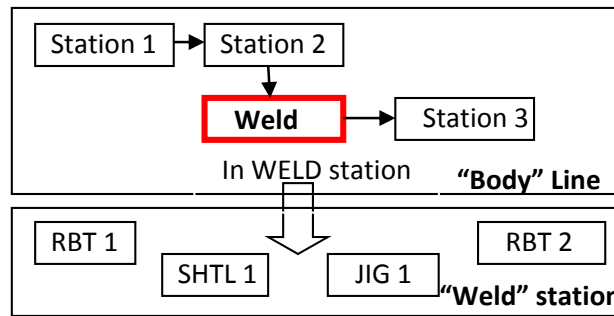 Station 1
Station 2
Weld
Station 3
In WELD station
“Body” Line
RBT 1
RBT 2
SHTL 1
JIG 1
“Weld” station